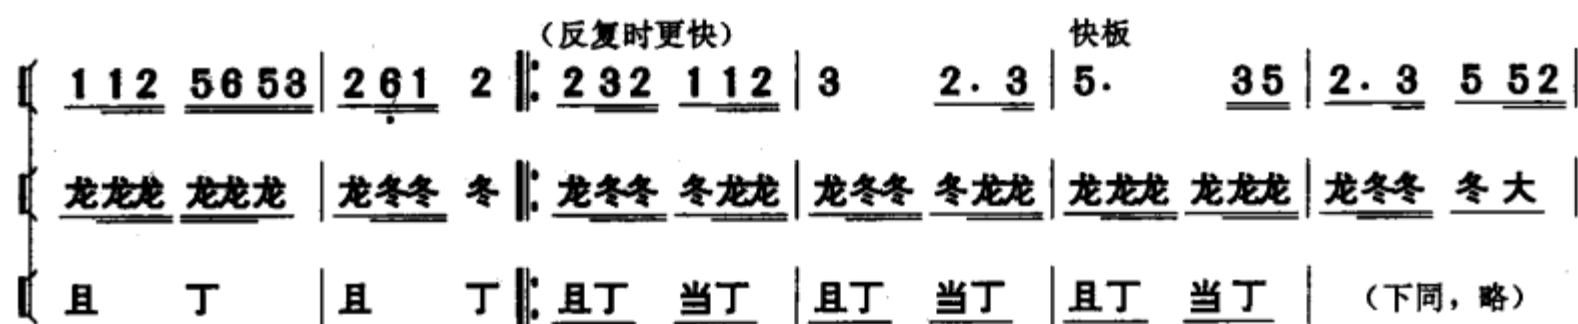 (反复时更快) 快板
1 12 5653 | 261 2 ‖: 232 112 | 3 2. 3 | 5. 35 | 2. 3 552 |
龙龙龙 龙龙龙 | 龙冬冬 冬 ‖: 龙冬冬 冬龙龙 | 龙冬冬 冬龙龙 | 龙龙龙 龙龙龙 | 龙冬冬 冬大 |
且 丁 | 且 丁 ‖: 且丁 当丁 | 且丁 当丁 | 且丁 当丁 | (下同，略)